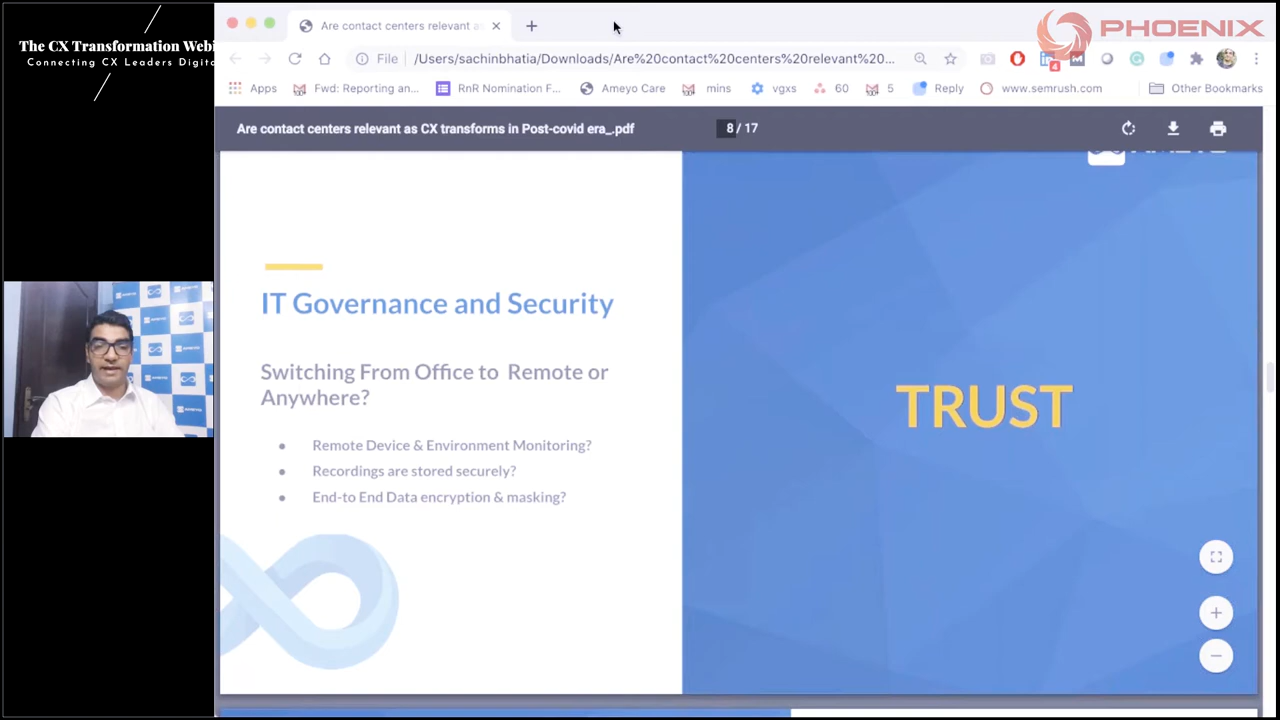 The CX Transformation Webi
Connecting CX Leaders Digita
Are contact centers relevant as
PHOENIX
File
/Users/sachinbhatia/Downloads/Are%20contact%20centers%20relevant%20...
4
Apps
Fwd: Reporting an...
RnR Nomination F...
Ameyo Care
mins
vgxs
60
5
Reply
www.semrush.com
Other Bookmarks
Are contact centers relevant as CX transforms in Post-covid era_.pdf
8 / 17
IT Governance and Security
Switching From Office to Remote or
Anywhere?
• Remote Device & Environment Monitoring?
• Recordings are stored securely?
• End-to End Data encryption & masking?
TRUST